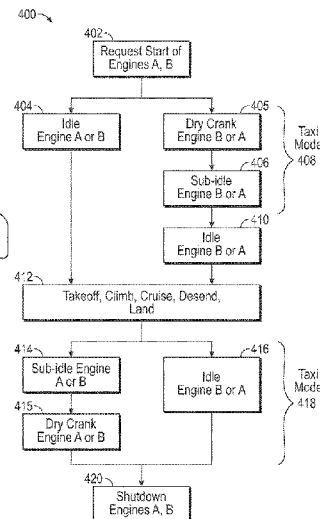 400
402
Request Start of
Engines A, B
404
Idle
Engine A or B
405
Dry Crank
Engine B or A
406
Sub-idle
Engine B or A
Taxi
Mode
408
410
Idle
Engine B or A
412
Takeoff, Climb, Cruise, Desend,
Land
414
Sub-idle Engine
A or B
415
Dry Crank
Engine A or B
416
Idle
Engine B or A
Taxi
Mode
418
420
Shutdown
Engines A, B